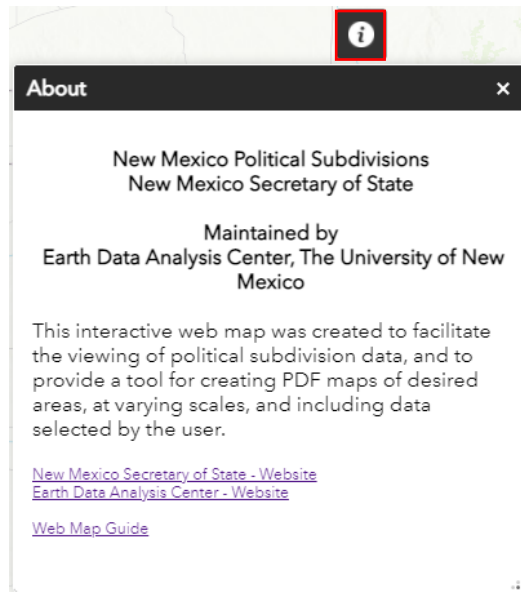 i
About ×
New Mexico Political Subdivisions
New Mexico Secretary of State
Maintained by
Earth Data Analysis Center, The University of New
Mexico
This interactive web map was created to facilitate
the viewing of political subdivision data, and to
provide a tool for creating PDF maps of desired
areas, at varying scales, and including data
selected by the user.
New Mexico Secretary of State - Website
Earth Data Analysis Center - Website
Web Map Guide